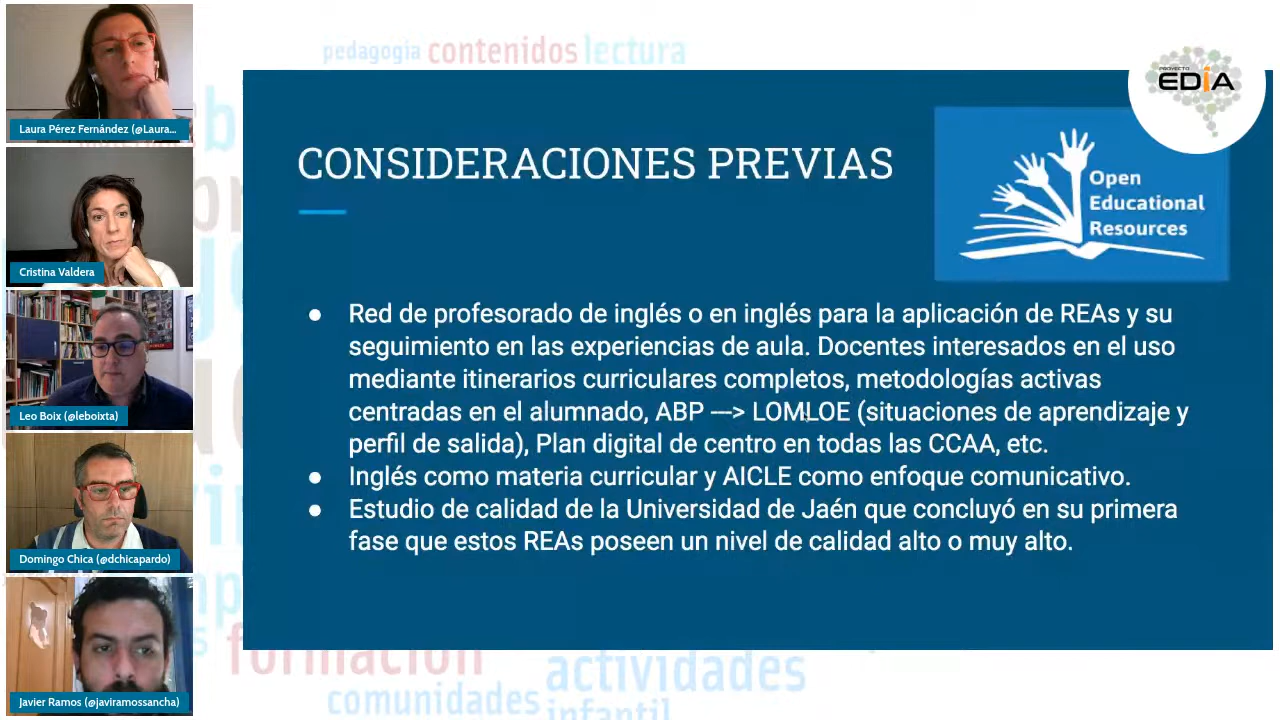 pedagogía contenidos lectura
PROYECTO
EDiA
CONSIDERACIONES PREVIAS
Open
Educational
Resources
● Red de profesorado de inglés o en inglés para la aplicación de REAs y su
seguimiento en las experiencias de aula. Docentes interesados en el uso
mediante itinerarios curriculares completos, metodologías activas
centradas en el alumnado, ABP ---> LOMLOE (situaciones de aprendizaje y
perfil de salida), Plan digital de centro en todas las CCAA, etc.
● Inglés como materia curricular y AICLE como enfoque comunicativo.
● Estudio de calidad de la Universidad de Jaén que concluyó en su primera
fase que estos REAs poseen un nivel de calidad alto o muy alto.
Laura Pérez Fernández (@Laura...
Cristina Valdera
Leo Boix (@leboixta)
Domingo Chica (@dchicapardo)
Javier Ramos (@javiramossancha)
formación
actividades
comunidades
infantil